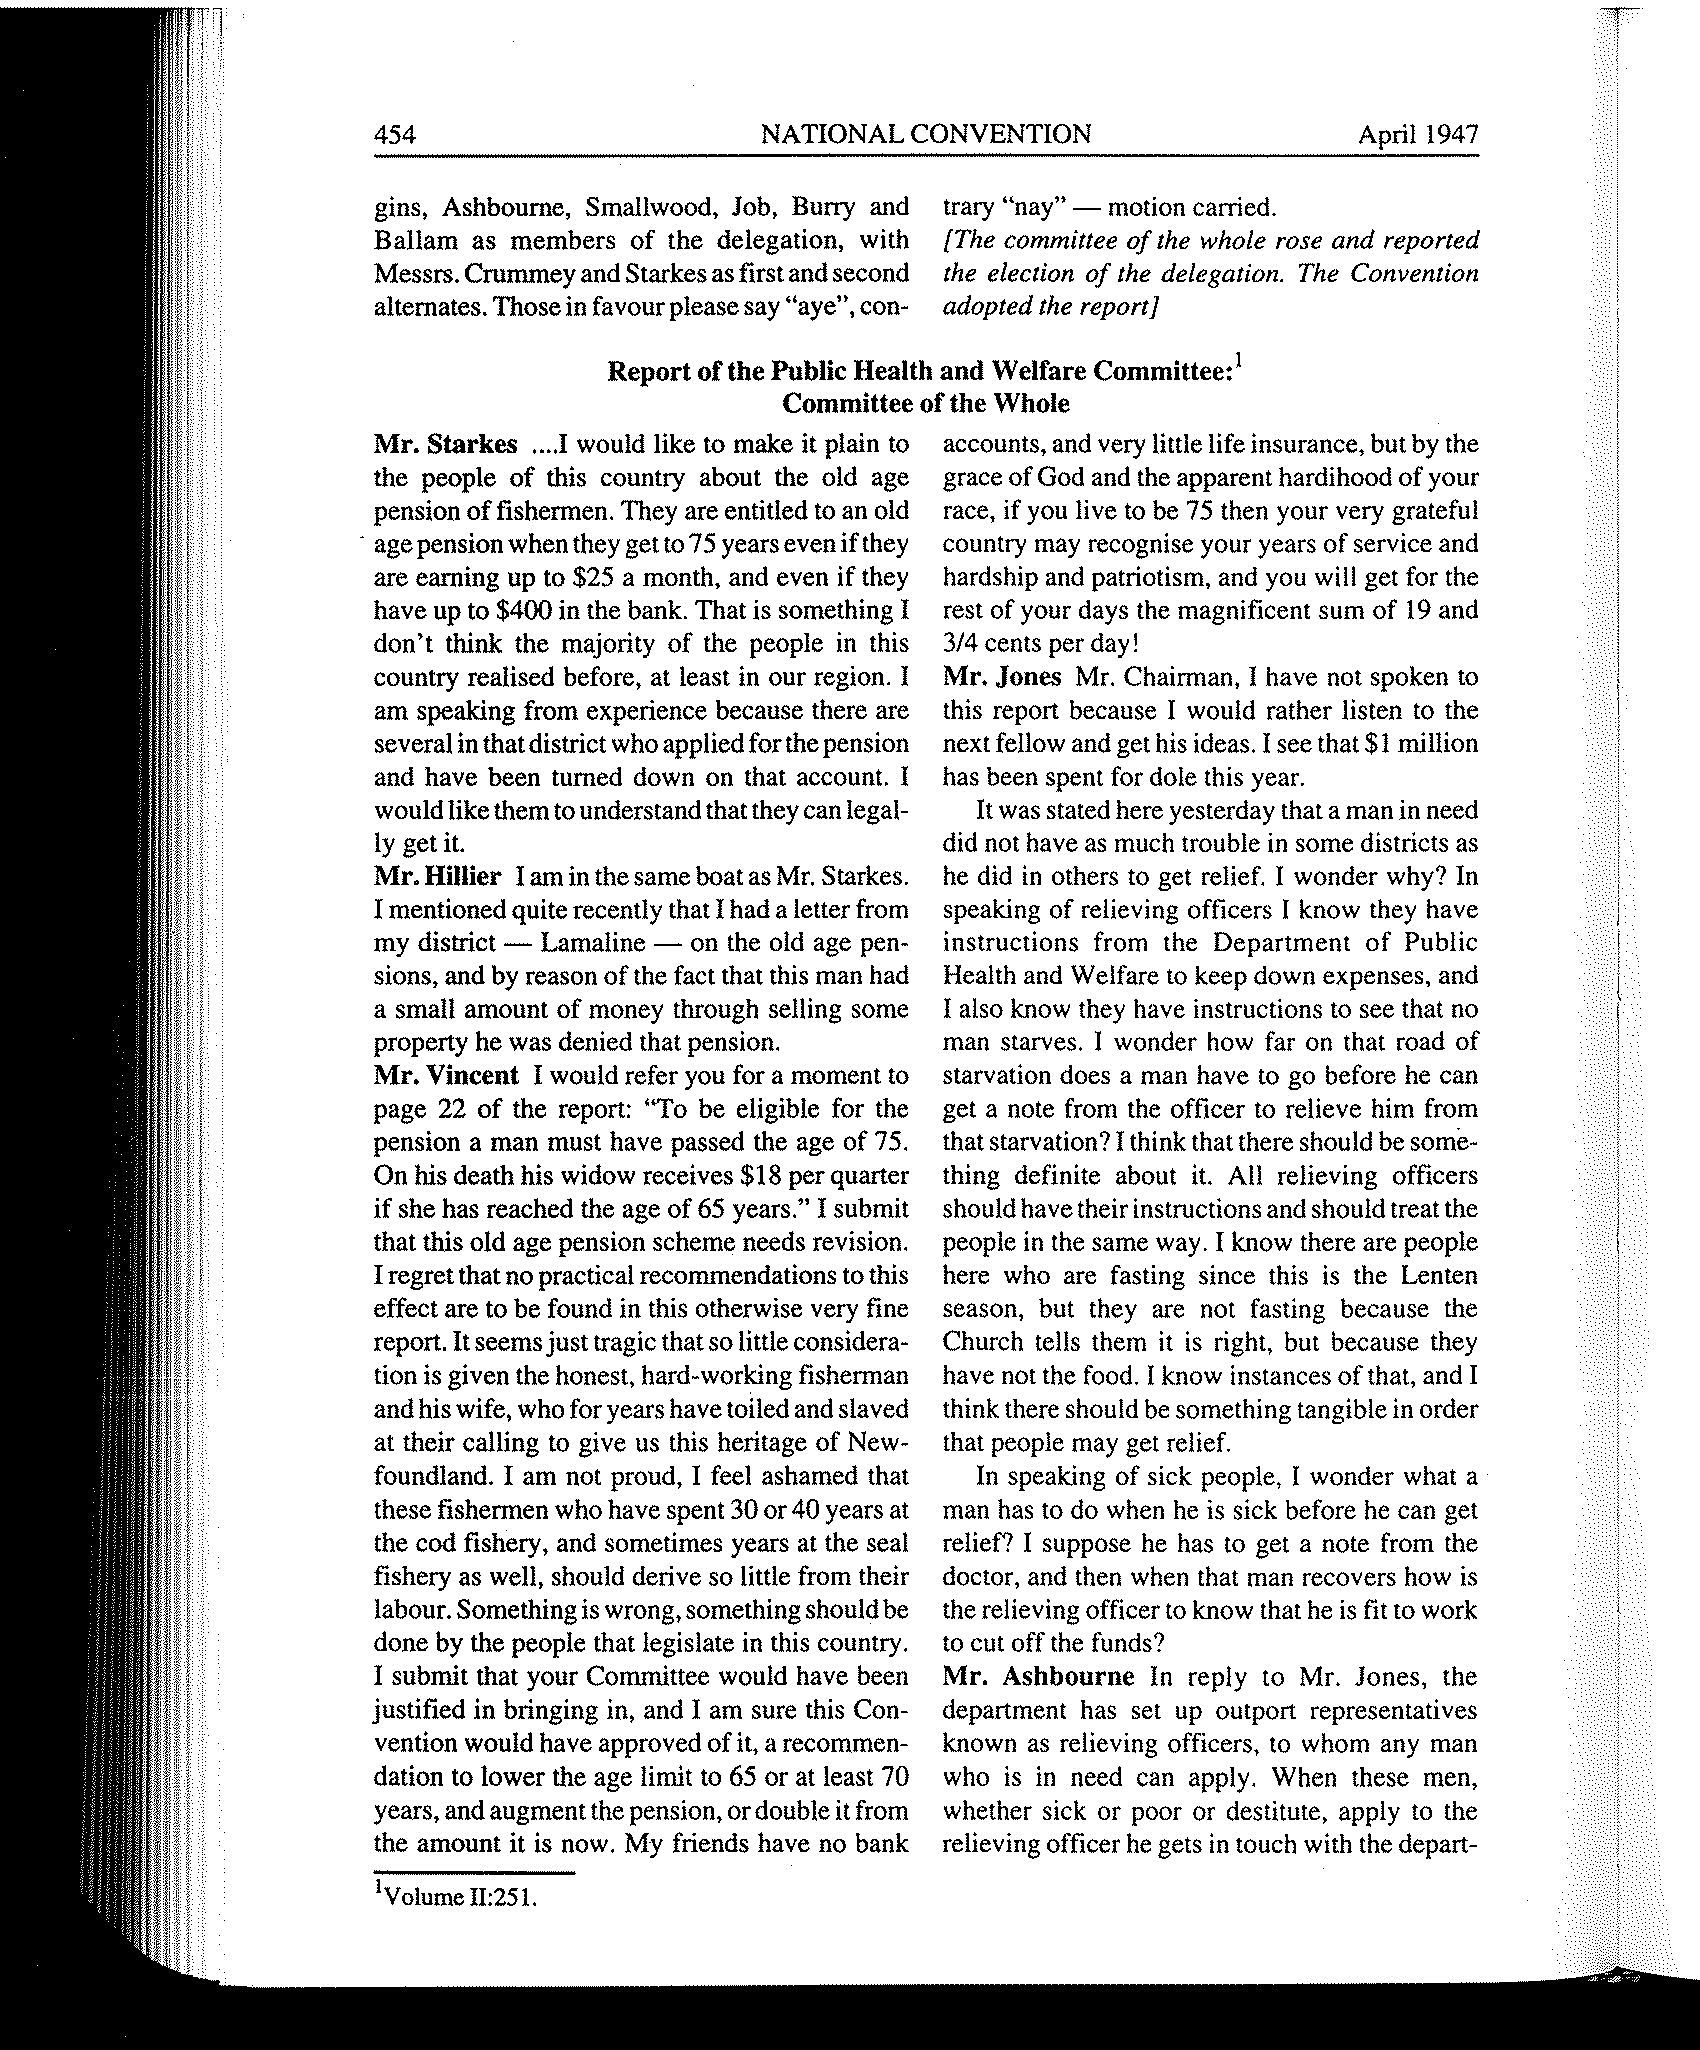 454 NATIONAL CONVENTION April 1947
gins, Ashbourne, Smallwood, Job, Burry and
Ballam as members of the delegation, with
Messrs. Crummey and Starkes as first and second
alternates. Those in favour please say “aye”, con-
trary “nay” — motion carried.
[The committee of the whole rose and reported
the election of the delegation. The Convention
adopted the report]
Report of the Public Health and Welfare Committee:1
Committee of the Whole
Mr. Starkes ....I would like to make it plain to
the people of this country about the old age
pension of fishermen. They are entitled to an old
age pension when they get to 75 years even if they
are earning up to $25 a month, and even if they
have up to $400 in the bank. That is something I
don't think the majority of the people in this
country realised before, at least in our region. I
am speaking from experience because there are
several in that district who applied for the pension
and have been turned down on that account. I
would like them to understand that they can legal-
ly get it.
Mr. Hillier I am in the same boat as Mr. Starkes.
I mentioned quite recently that I had a letter from
my district — Lamaline — on the old age pen-
sions, and by reason of the fact that this man had
a small amount of money through selling some
property he was denied that pension.
Mr. Vincent I would refer you for a moment to
page 22 of the report: “To be eligible for the
pension a man must have passed the age of 75.
On his death his widow receives $18 per quarter
if she has reached the age of 65 years.” I submit
that this old age pension scheme needs revision.
I regret that no practical recommendations to this
effect are to be found in this otherwise very fine
report. It seems just tragic that so little considera-
tion is given the honest, hard-working fisherman
and his wife, who for years have toiled and slaved
at their calling to give us this heritage of New-
foundland. I am not proud, I feel ashamed that
these fishermen who have spent 30 or 40 years at
the cod fishery, and sometimes years at the seal
fishery as well, should derive so little from their
labour. Something is wrong, something should be
done by the people that legislate in this country.
I submit that your Committee would have been
justified in bringing in, and I am sure this Con-
vention would have approved of it, a recommen-
dation to lower the age limit to 65 or at least 70
years, and augment the pension, or double it from
the amount it is now. My friends have no bank
accounts, and very little life insurance, but by the
grace of God and the apparent hardihood of your
race, if you live to be 75 then your very grateful
country may recognise your years of service and
hardship and patriotism, and you will get for the
rest of your days the magnificent sum of 19 and
3/4 cents per day!
Mr. Jones Mr. Chairman, I have not spoken to
this report because I would rather listen to the
next fellow and get his ideas. I see that $1 million
has been spent for dole this year.
It was stated here yesterday that a man in need
did not have as much trouble in some districts as
he did in others to get relief. I wonder why? In
speaking of relieving officers I know they have
instructions from the Department of Public
Health and Welfare to keep down expenses, and
I also know they have instructions to see that no
man starves. I wonder how far on that road of
starvation does a man have to go before he can
get a note from the officer to relieve him from
that starvation? I think that there should be some-
thing definite about it. All relieving officers
should have their instructions and should treat the
people in the same way. I know there are people
here who are fasting since this is the Lenten
season, but they are not fasting because the
Church tells them it is right, but because they
have not the food. I know instances of that, and I
think there should be something tangible in order
that people may get relief.
In speaking of sick people, I wonder what a
man has to do when he is sick before he can get
relief? I suppose he has to get a note from the
doctor, and then when that man recovers how is
the relieving officer to know that he is fit to work
to cut off the funds?
Mr. Ashbourne In reply to Mr. Jones, the
department has set up outport representatives
known as relieving officers, to whom any man
who is in need can apply. When these men,
whether sick or poor or destitute, apply to the
relieving officer he gets in touch with the depart-
1Volume II:251.